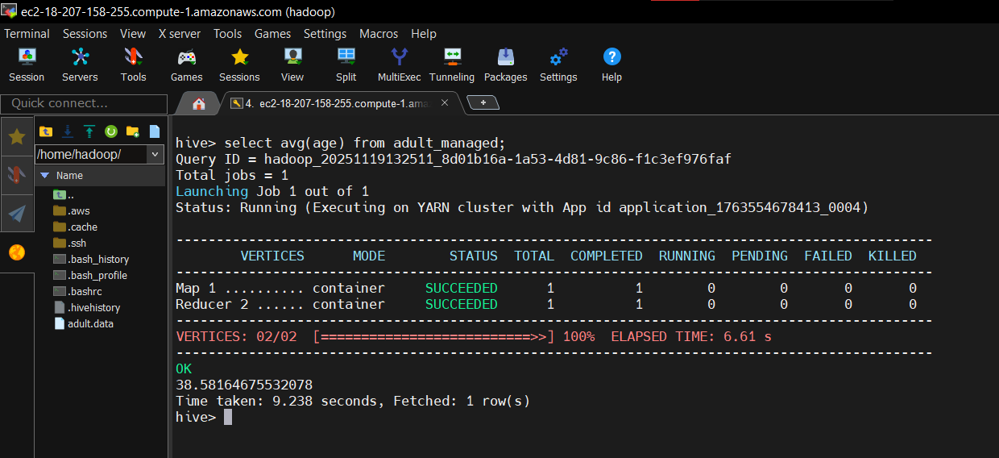 ec2-18-207-158-255.compute-1.amazonaws.com (hadoop)
Terminal Sessions View X server Tools Games Settings Macros Help
Session Servers Tools Games Sessions View Split MultiExec Tunneling Packages Settings Help
Quick connect...
4. ec2-18-207-158-255.compute-1.ama
/home/hadoop/
Name
..
.aws
.cache
.ssh
.bash_history
.bash_profile
.bashrc
.hivehistory
adult.data
hive> select avg(age) from adult_managed;
Query ID = hadoop_20251119132511_8d01b16a-1a53-4d81-9c86-f1c3ef976faf
Total jobs = 1
Launching Job 1 out of 1
Status: Running (Executing on YARN cluster with App id application_1763554678413_0004)
----------------------------------------------------------------------------------------------
VERTICES MODE STATUS TOTAL COMPLETED RUNNING PENDING FAILED KILLED
----------------------------------------------------------------------------------------------
Map 1 .......... container SUCCEEDED 1 1 0 0 0 0
Reducer 2 ...... container SUCCEEDED 1 1 0 0 0 0
----------------------------------------------------------------------------------------------
VERTICES: 02/02 [==========================>>] 100% ELAPSED TIME: 6.61 s
----------------------------------------------------------------------------------------------
OK
38.58164675532078
Time taken: 9.238 seconds, Fetched: 1 row(s)
hive>